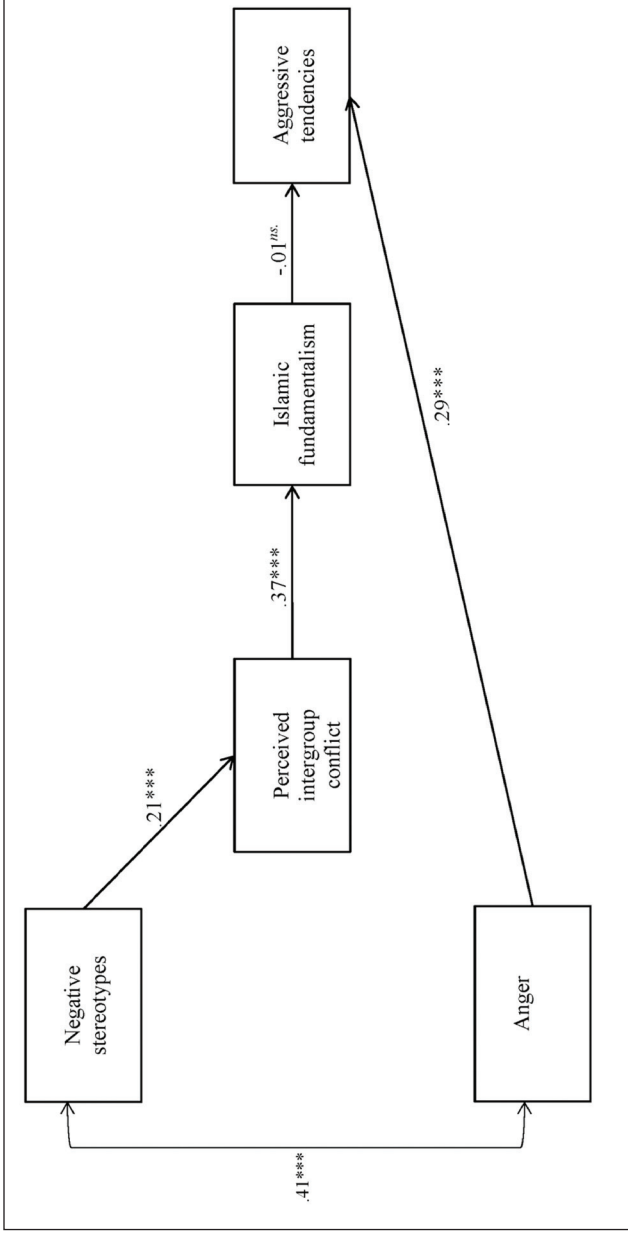 Negative
stereotypes
.41***
.21***
Perceived
intergroup
conflict
.37***
Islamic
fundamentalism
-.01ns.
Aggressive
tendencies
Anger
.29***